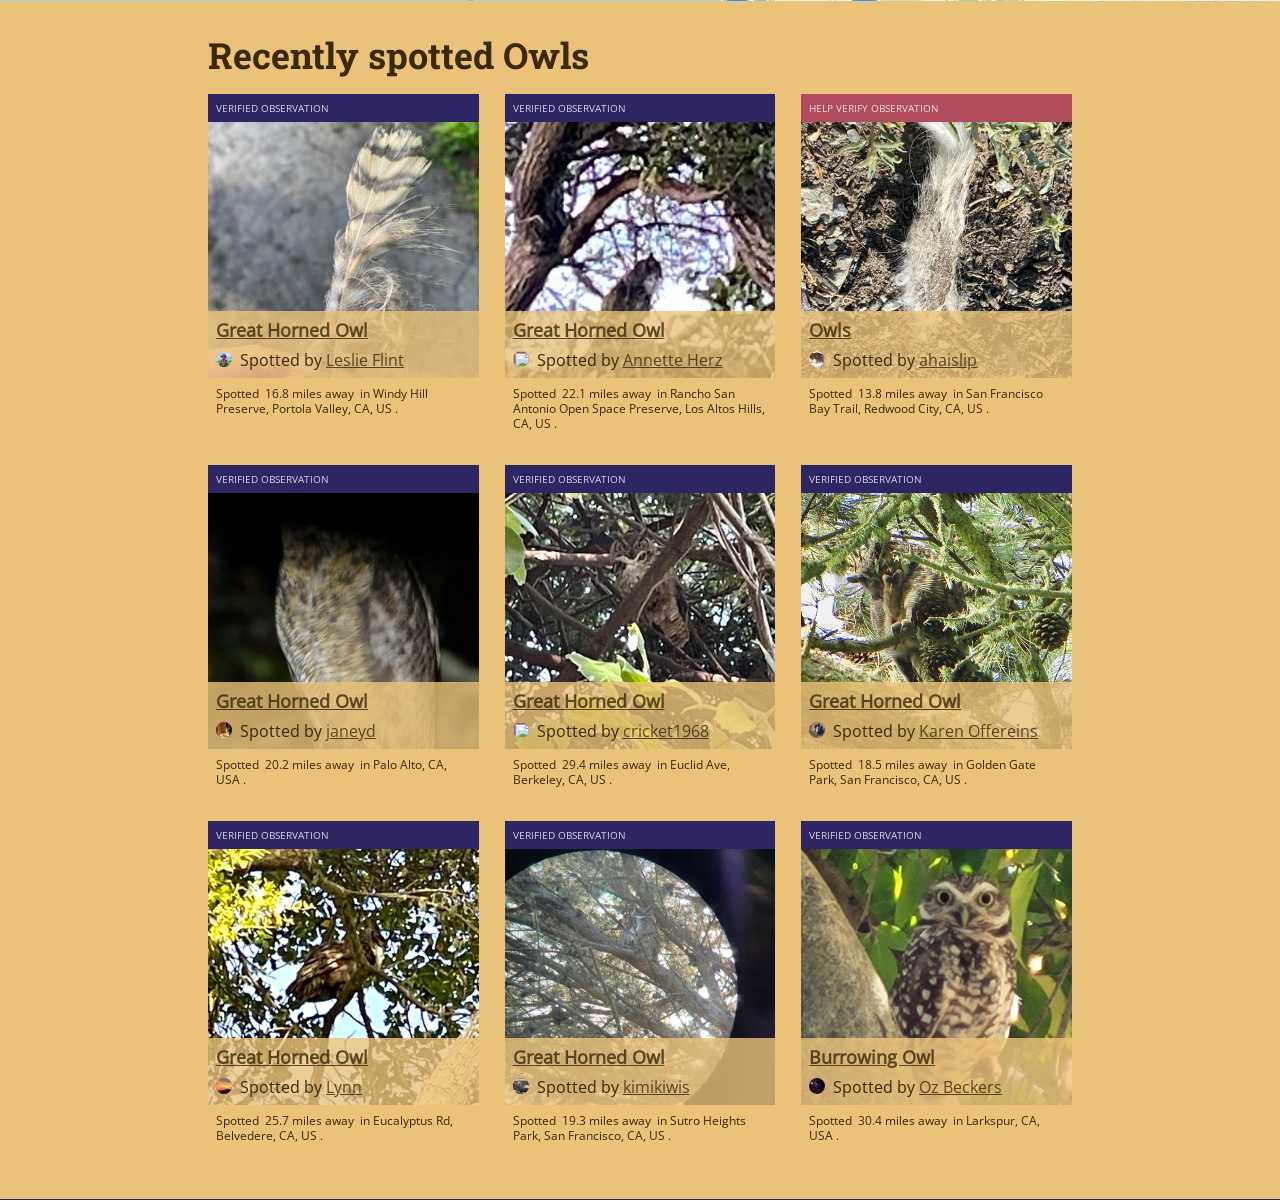 Recently spotted Owls
VERIFIED OBSERVATION
Great Horned Owl
Spotted by Leslie Flint
Spotted 16.8 miles away in Windy Hill
Preserve, Portola Valley, CA, US .
VERIFIED OBSERVATION
Great Horned Owl
Spotted by Annette Herz
Spotted 22.1 miles away in Rancho San
Antonio Open Space Preserve, Los Altos Hills,
CA, US .
HELP VERIFY OBSERVATION
Owls
Spotted by ahaislip
Spotted 13.8 miles away in San Francisco
Bay Trail, Redwood City, CA, US .
VERIFIED OBSERVATION
Great Horned Owl
Spotted by janeyd
Spotted 20.2 miles away in Palo Alto, CA,
USA .
VERIFIED OBSERVATION
Great Horned Owl
Spotted by cricket1968
Spotted 29.4 miles away in Euclid Ave,
Berkeley, CA, US .
VERIFIED OBSERVATION
Great Horned Owl
Spotted by Karen Offereins
Spotted 18.5 miles away in Golden Gate
Park, San Francisco, CA, US .
VERIFIED OBSERVATION
Great Horned Owl
Spotted by Lynn
Spotted 25.7 miles away in Eucalyptus Rd,
Belvedere, CA, US .
VERIFIED OBSERVATION
Great Horned Owl
Spotted by kimikiwis
Spotted 19.3 miles away in Sutro Heights
Park, San Francisco, CA, US .
VERIFIED OBSERVATION
Burrowing Owl
Spotted by Oz Beckers
Spotted 30.4 miles away in Larkspur, CA,
USA .